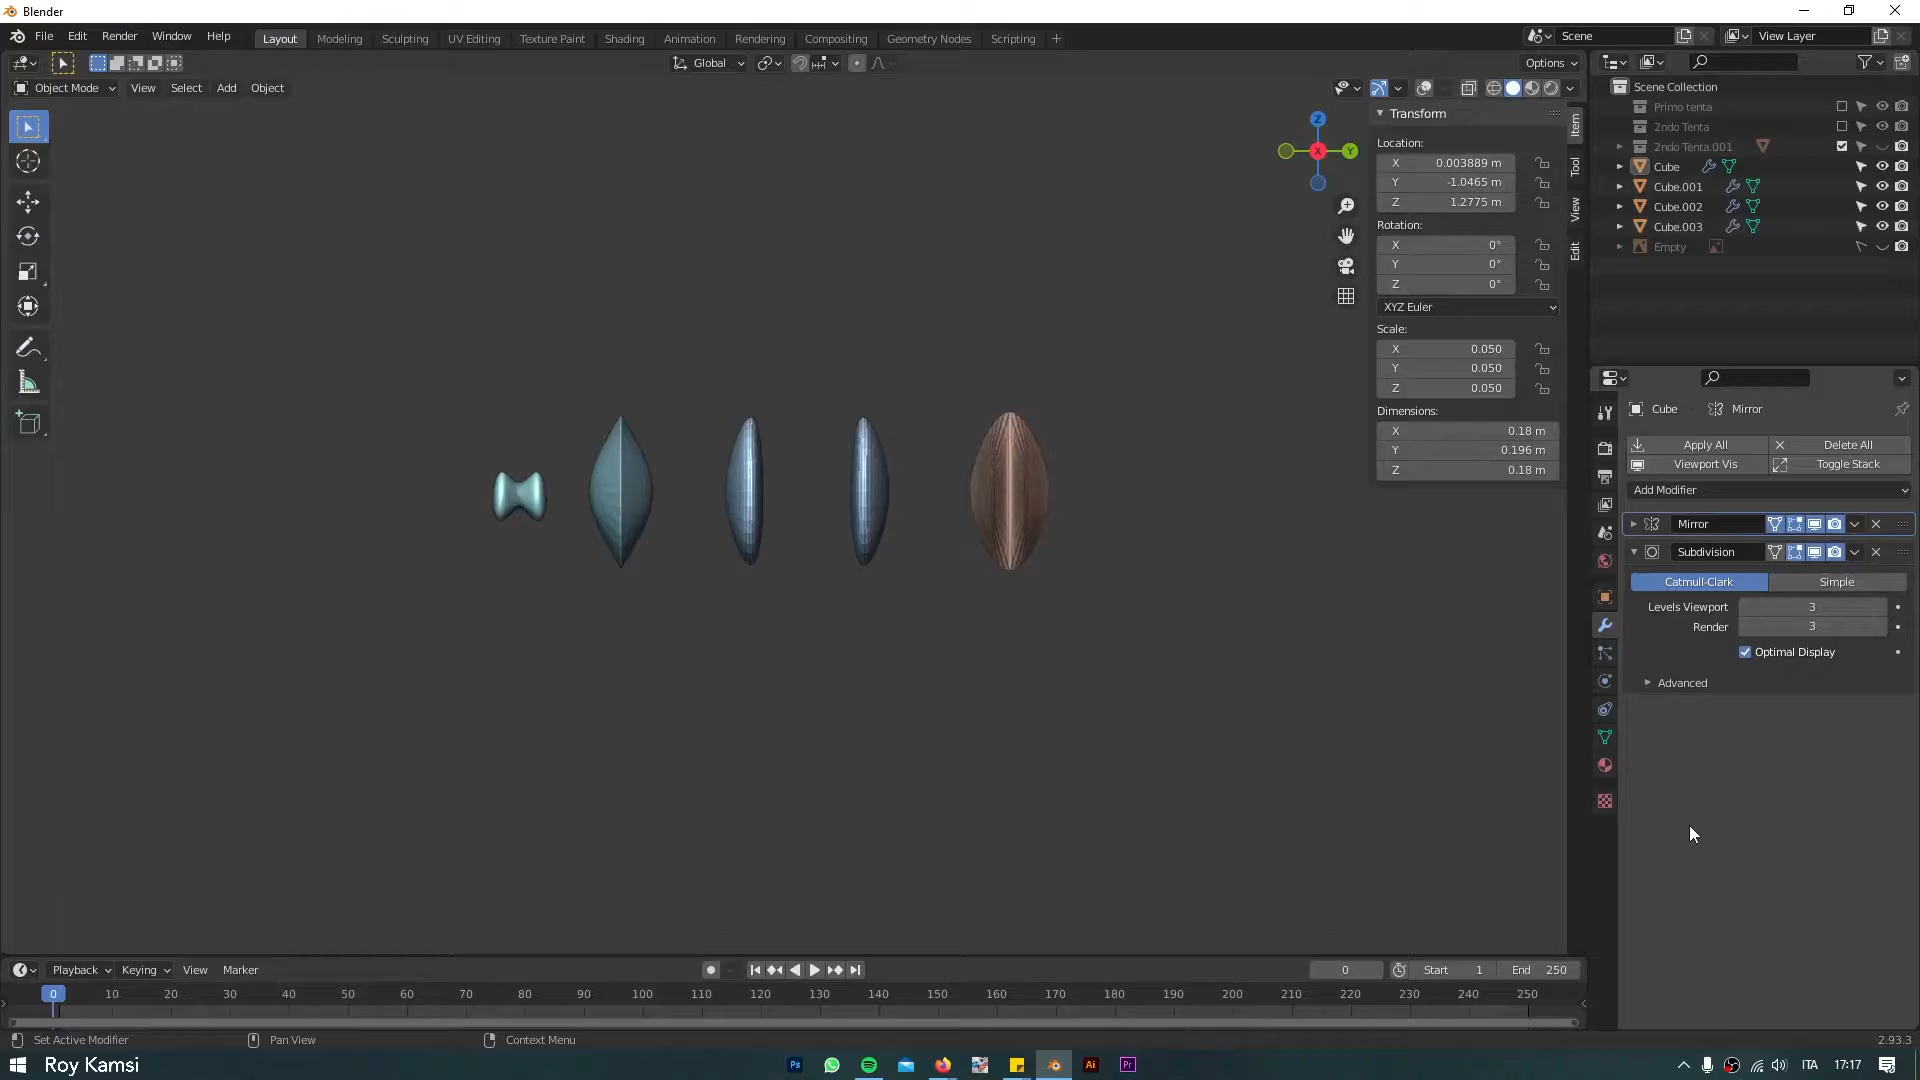 Blender
File Edit Render Window Help Layout Modeling Sculpting UV Editing Texture Paint Shading Animation Rendering Compositing Geometry Nodes Scripting + Scene View Layer
Global Options
Object Mode View Select Add Object
Transform
Location:
X 0.003889 m
Y -1.0465 m
Z 1.2775 m
Rotation:
X 0°
Y 0°
Z 0°
XYZ Euler
Scale:
X 0.050
Y 0.050
Z 0.050
Dimensions:
X 0.18 m
Y 0.196 m
Z 0.18 m
Item
Tool
View
Edit
Z
X
Y
Scene Collection
Primo tenta
2ndo Tenta
2ndo Tenta.001
Cube
Cube.001
Cube.002
Cube.003
Empty
Cube Mirror
Apply All Delete All
Viewport Vis Toggle Stack
Add Modifier
Mirror
Subdivision
Catmull-Clark Simple
Levels Viewport 3
Render 3
Optimal Display
Advanced
Playback Keying View Marker 0 Start 1 End 250
0 10 20 30 40 50 60 70 80 90 100 110 120 130 140 150 160 170 180 190 200 210 220 230 240 250
Set Active Modifier Pan View Context Menu 2.93.3
Roy Kamsi Ps Ai Pr ITA 17:17